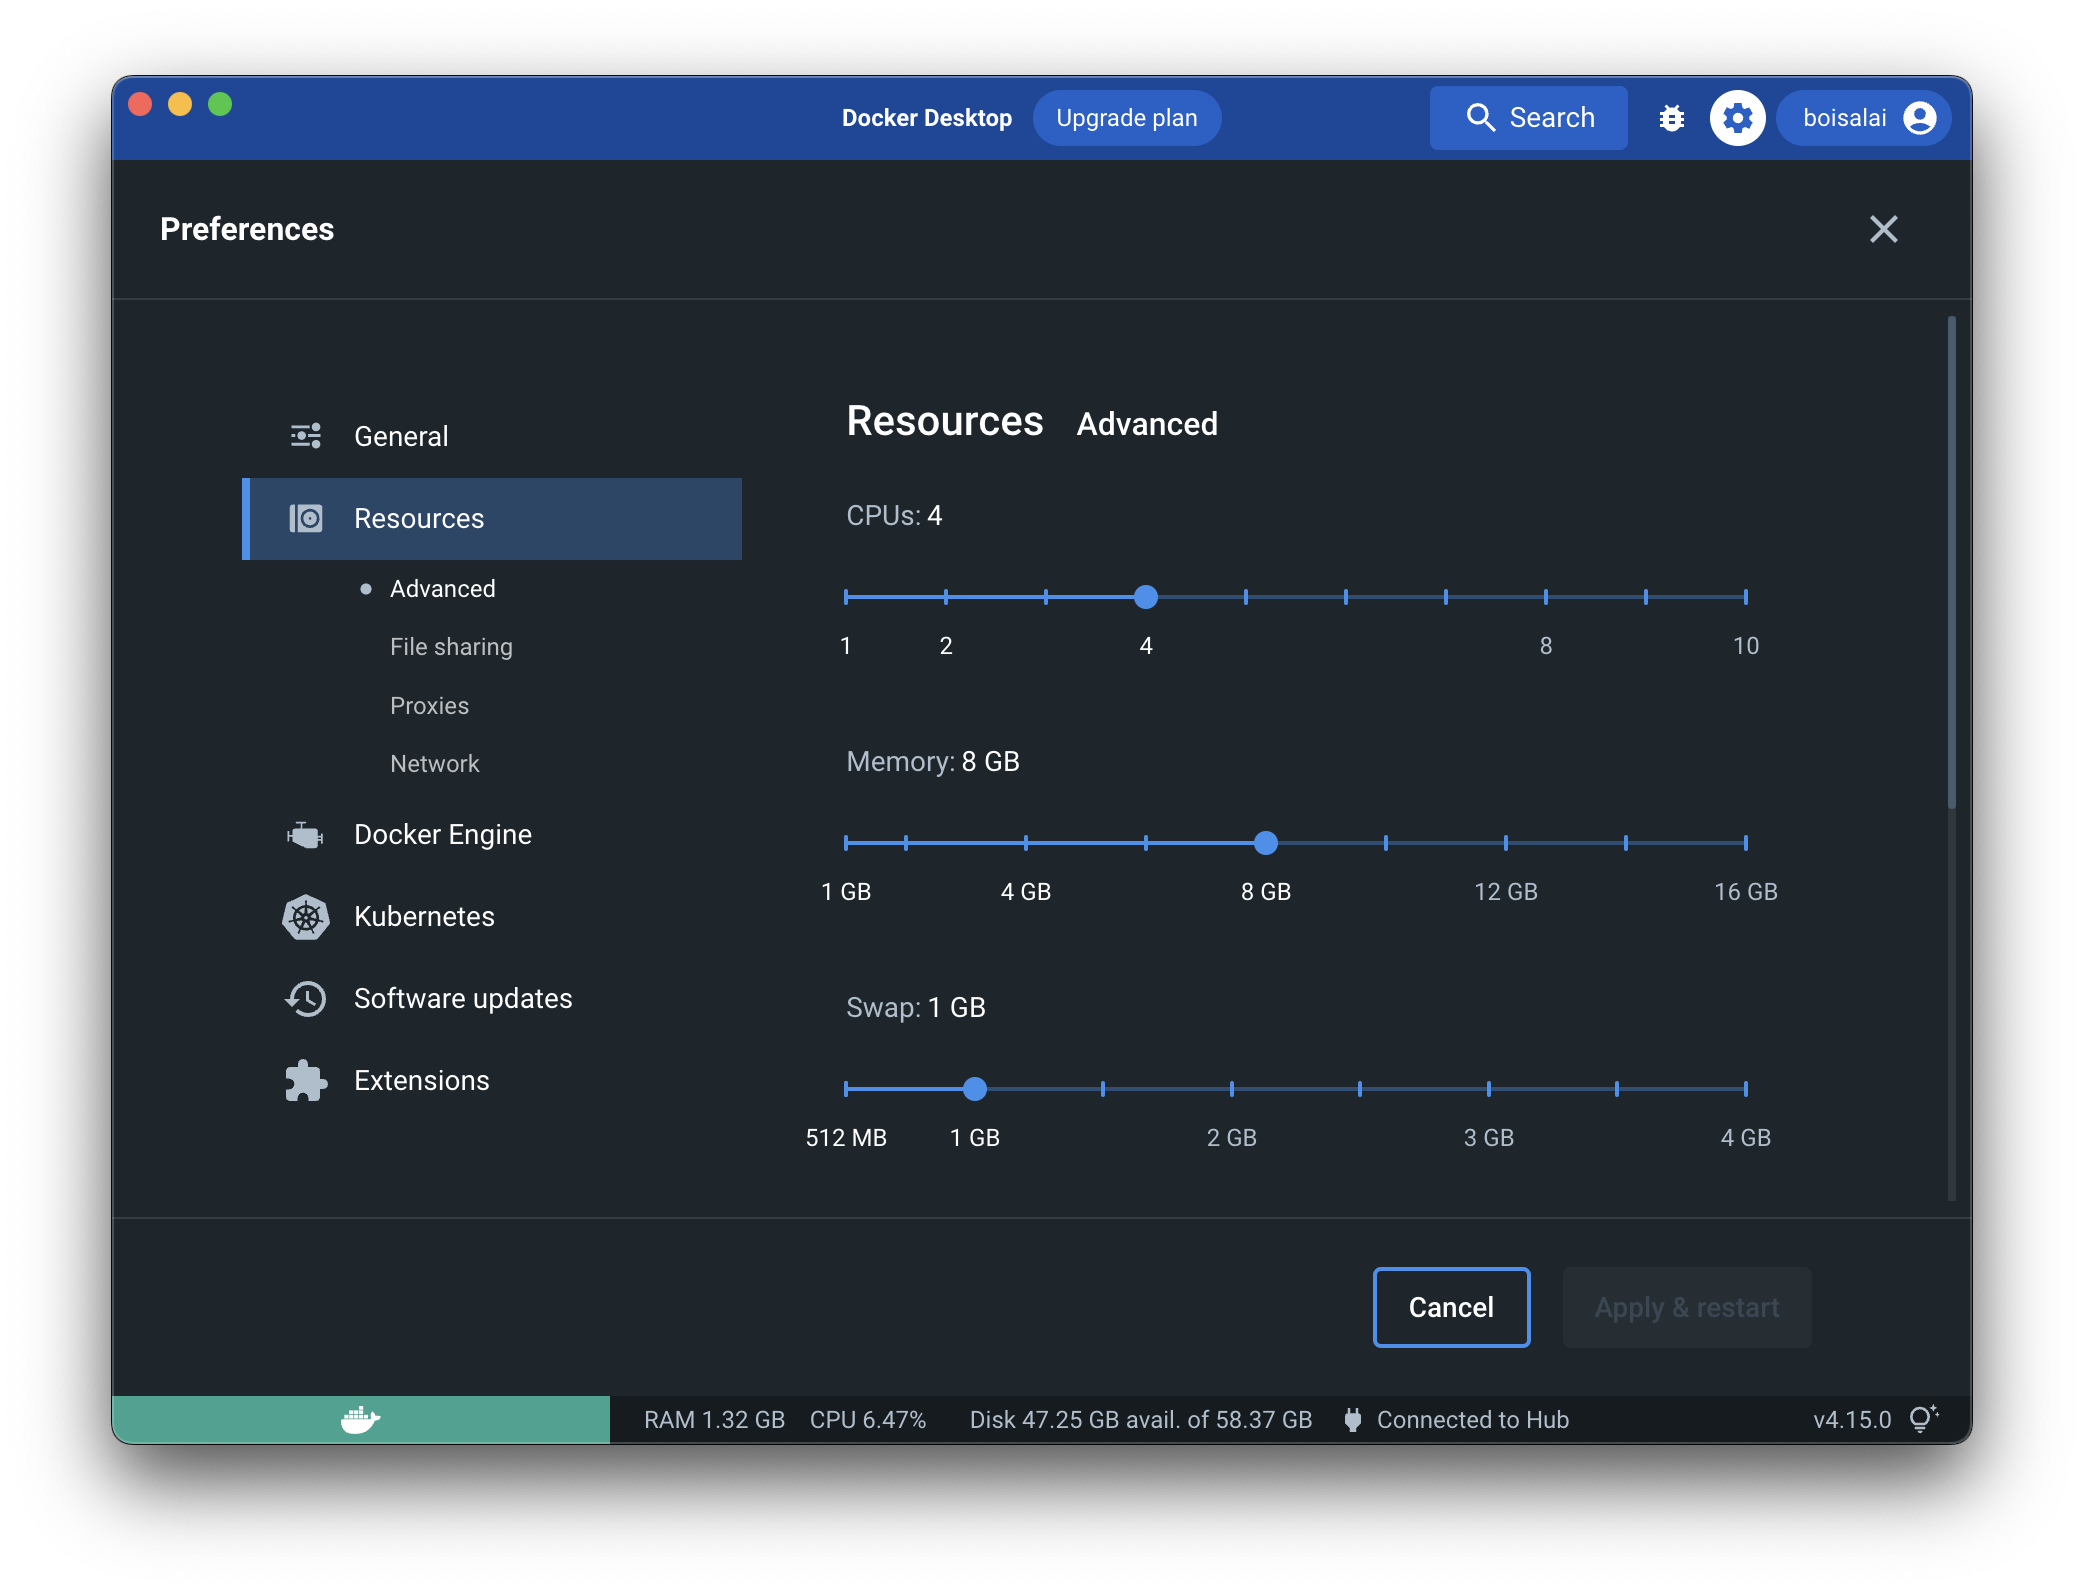 Docker Desktop Upgrade plan Search boisalai
Preferences
General
Resources
Advanced
File sharing
Proxies
Network
Docker Engine
Kubernetes
Software updates
Extensions
Resources Advanced
CPUs: 4
1 2 4 8 10
Memory: 8 GB
1 GB 4 GB 8 GB 12 GB 16 GB
Swap: 1 GB
512 MB 1 GB 2 GB 3 GB 4 GB
Cancel Apply & restart
RAM 1.32 GB CPU 6.47% Disk 47.25 GB avail. of 58.37 GB Connected to Hub v4.15.0